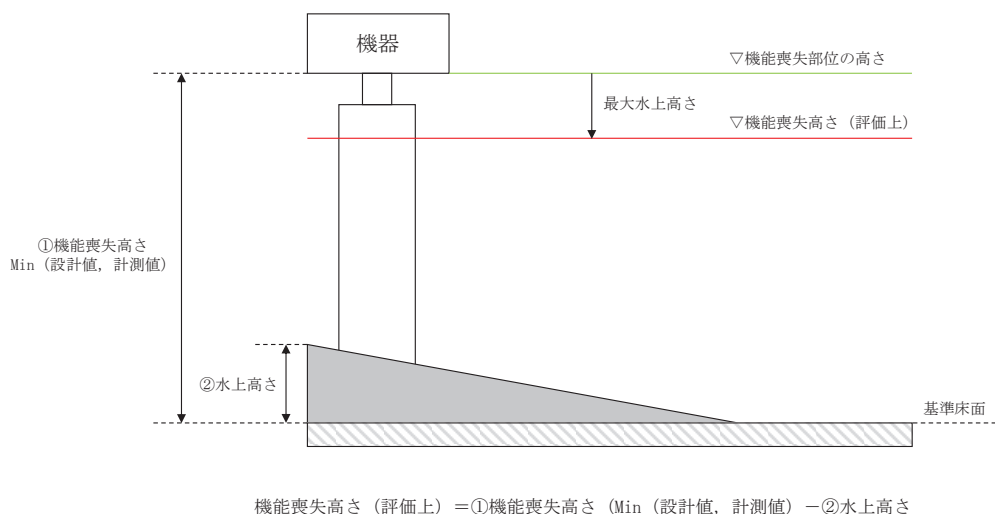 機器
▽機能喪失部位の高さ
最大水上高さ
▽機能喪失高さ（評価上）
①機能喪失高さ
Min（設計値，計測値）
②水上高さ
基準床面
機能喪失高さ（評価上）＝①機能喪失高さ（Min（設計値，計測値）－②水上高さ